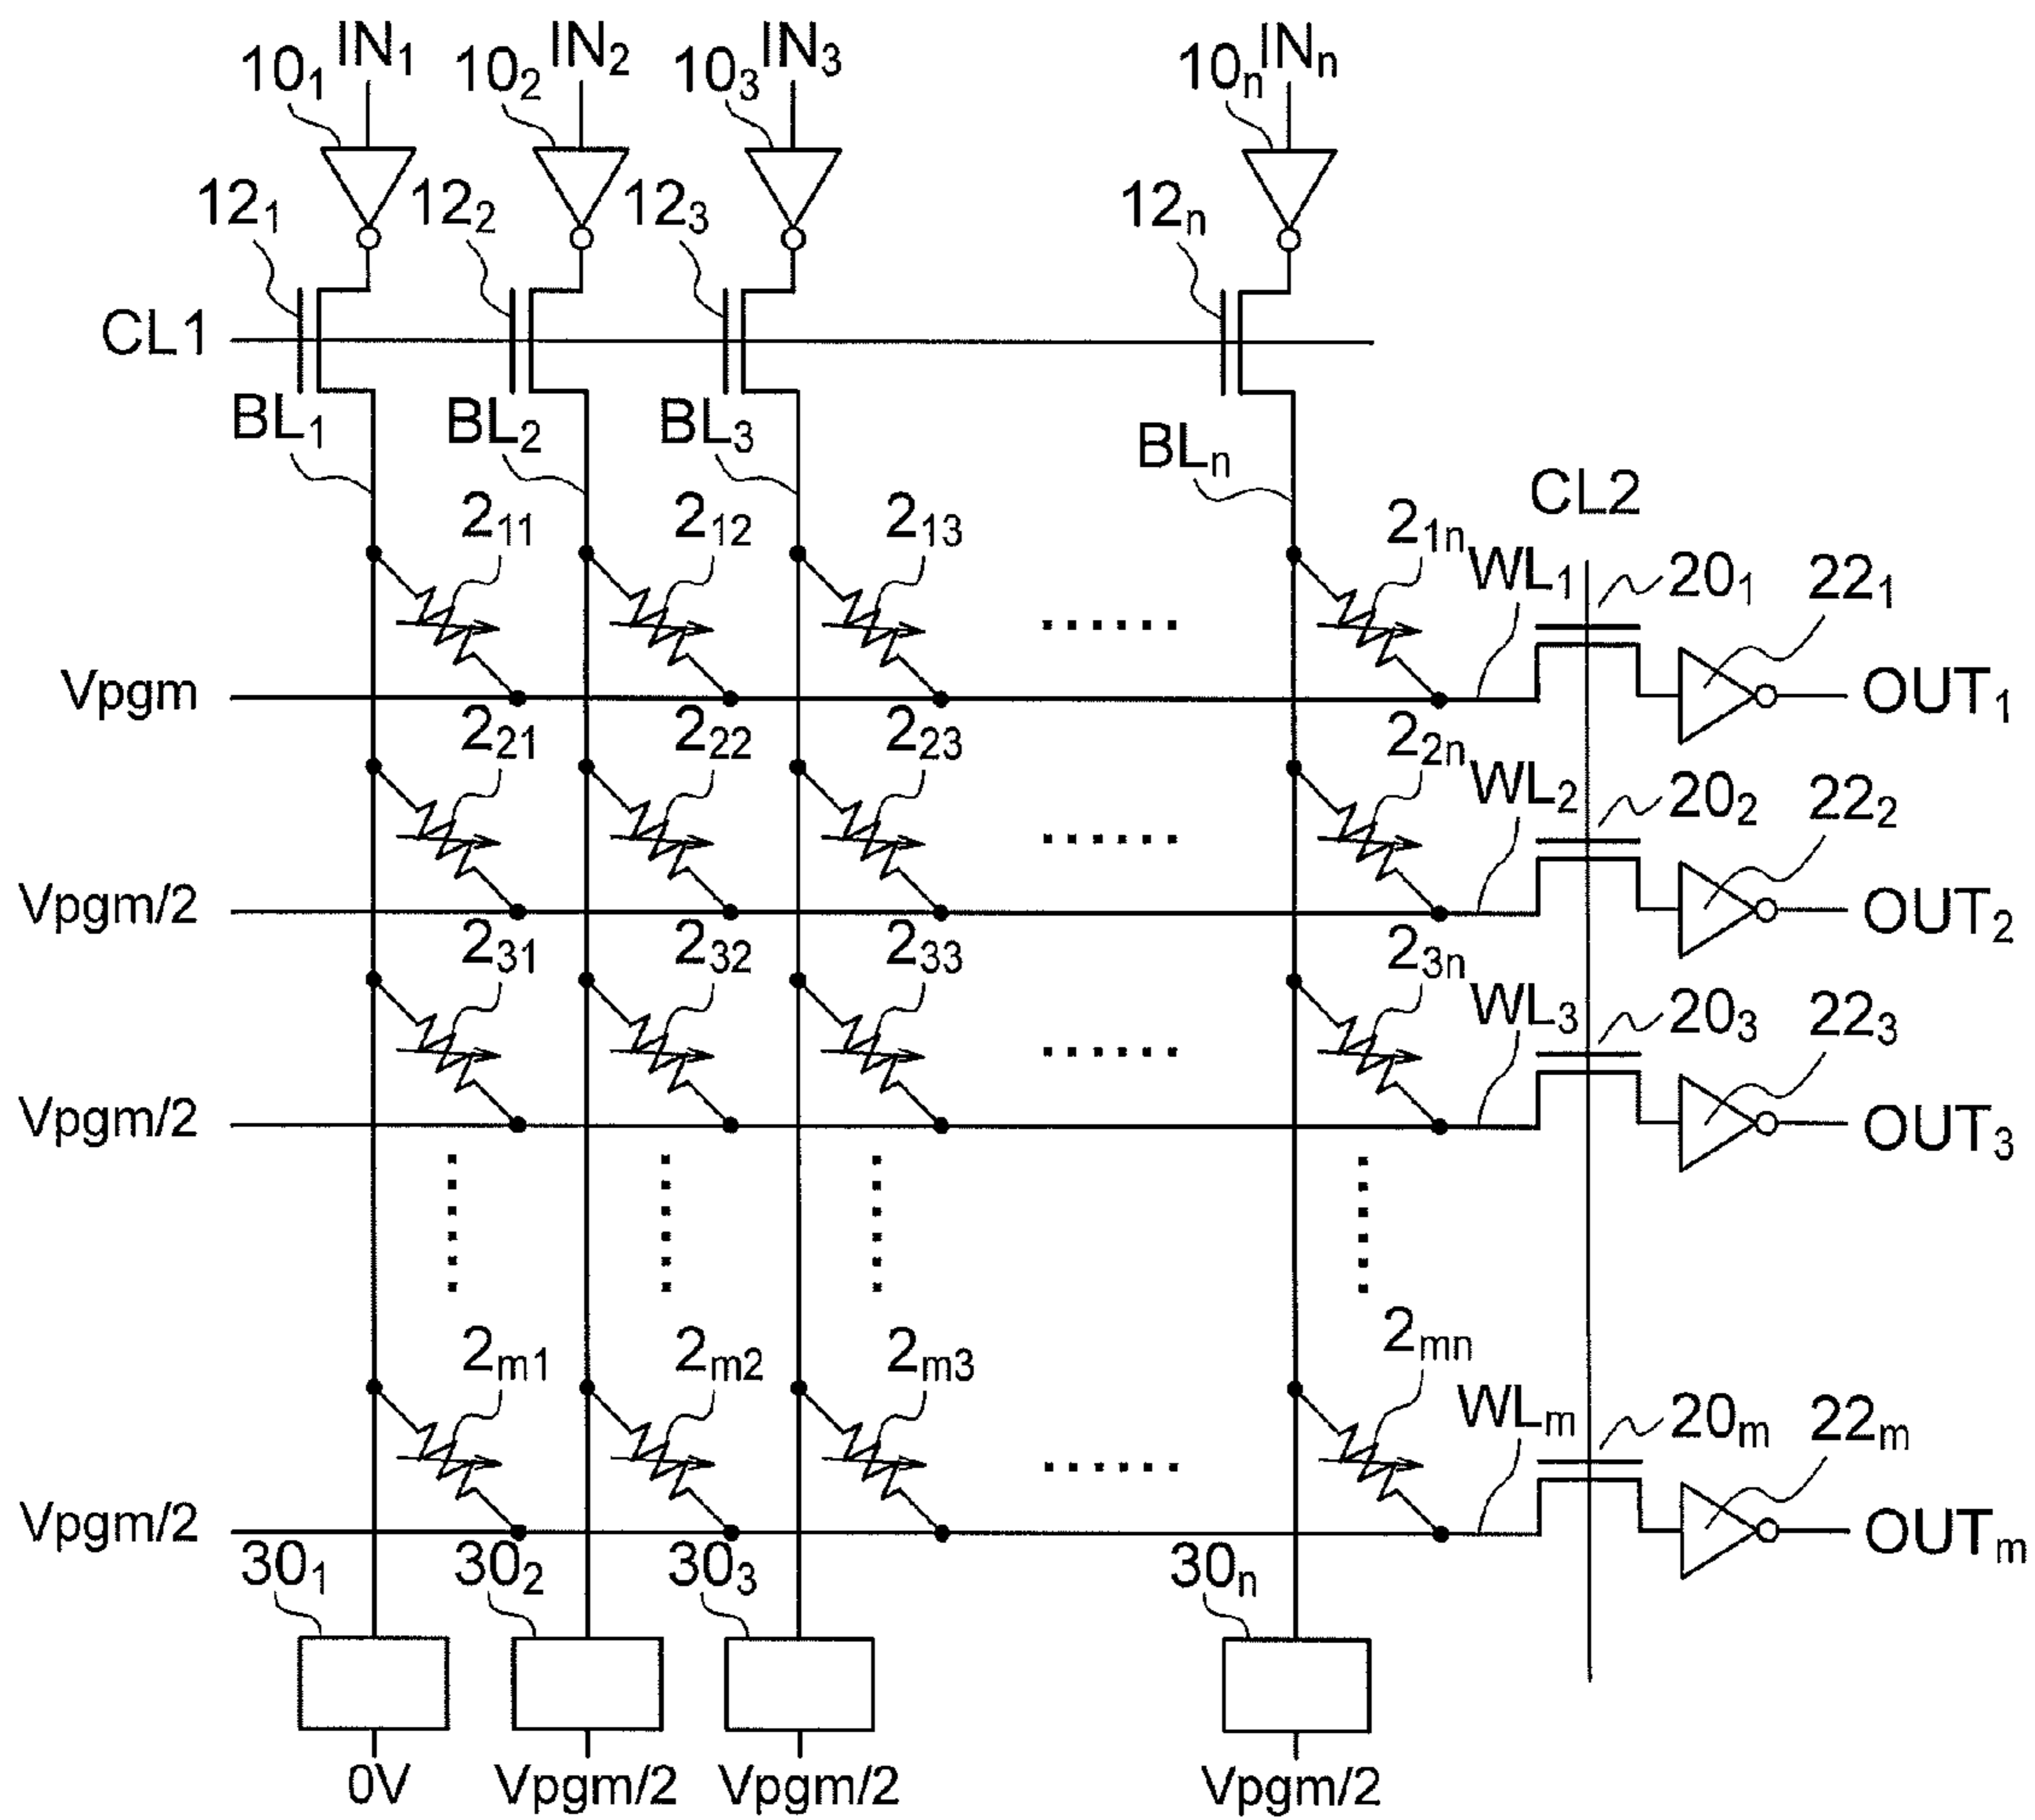 10₁ IN₁ 10₂ IN₂ 10₃ IN₃ 10ₙ INₙ
12₁ 12₂ 12₃ 12ₙ
CL1
BL₁ BL₂ BL₃ BLₙ
CL2
2₁₁ 2₁₂ 2₁₃ 2₁ₙ WL₁ 20₁ 22₁
...... 
Vpgm OUT₁
2₂₁ 2₂₂ 2₂₃ 2₂ₙ WL₂ 20₂ 22₂
......
Vpgm/2 OUT₂
2₃₁ 2₃₂ 2₃₃ 2₃ₙ WL₃ 20₃ 22₃
......
Vpgm/2 OUT₃
2ₘ₁ 2ₘ₂ 2ₘ₃ 2ₘₙ WLₘ 20ₘ 22ₘ
......
Vpgm/2 OUTₘ
30₁ 30₂ 30₃ 30ₙ
0V Vpgm/2 Vpgm/2 Vpgm/2